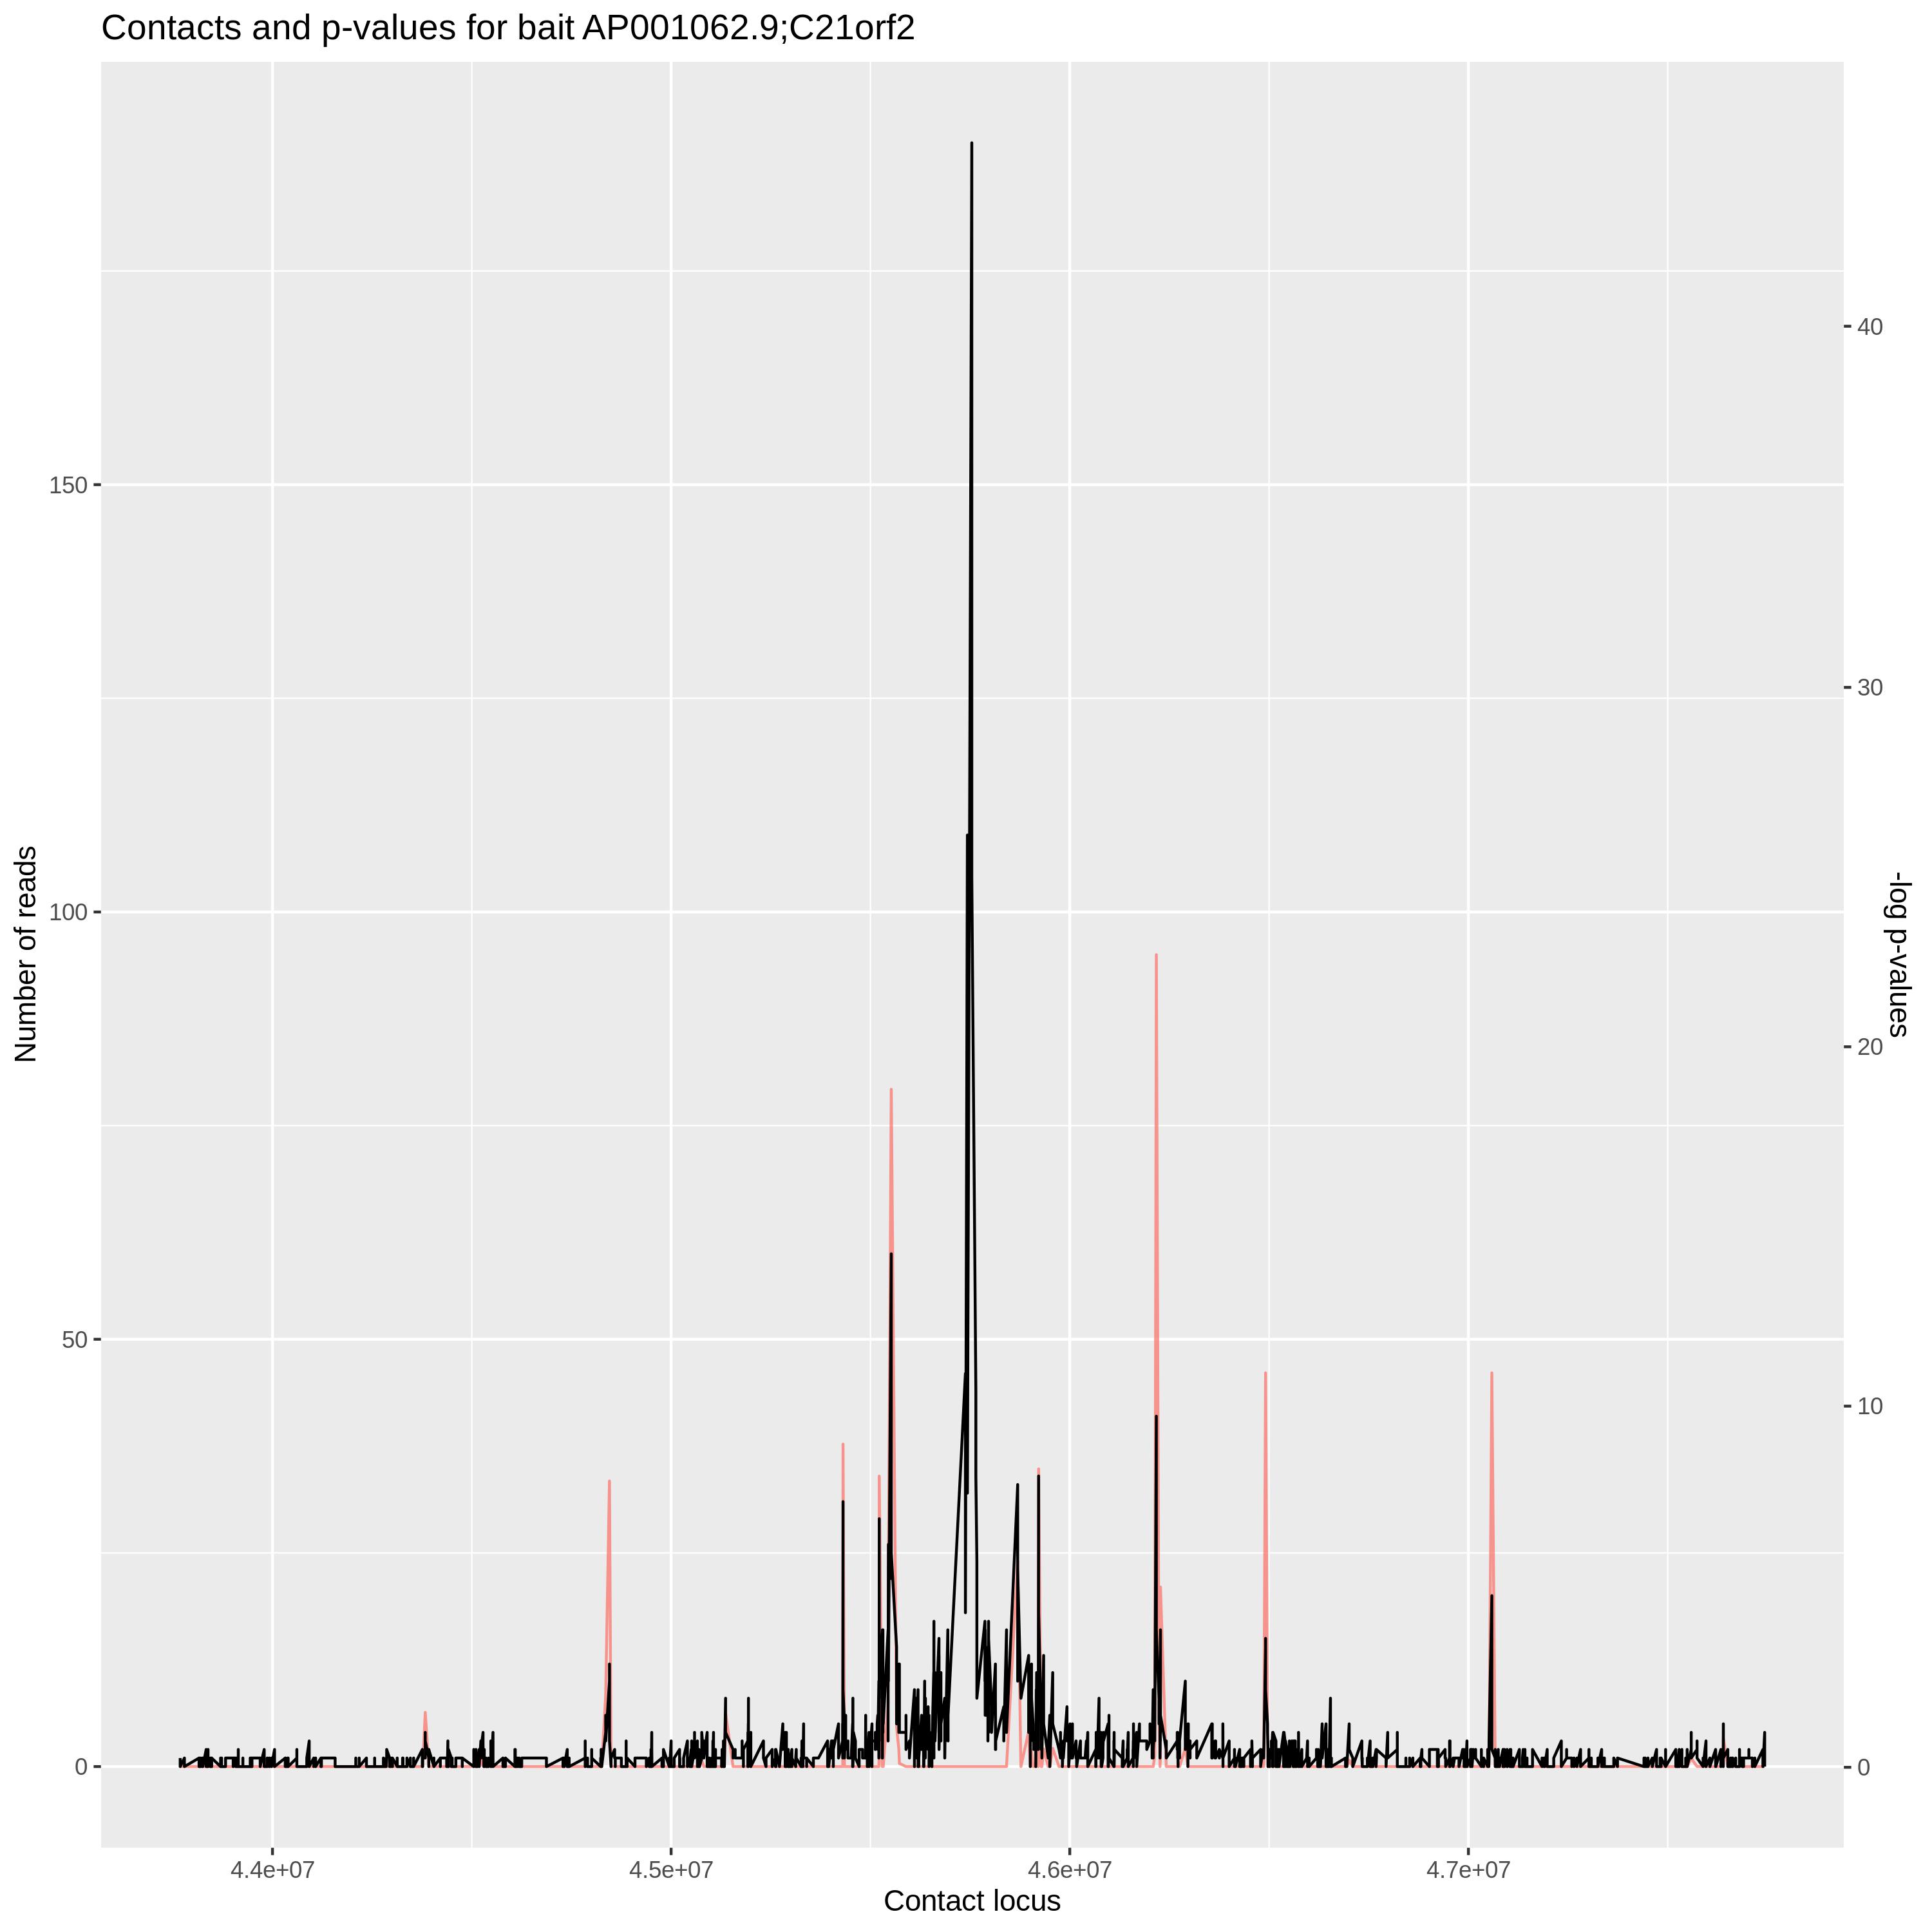 Contacts and p-values for bait AP001062.9;C21orf2
Number of reads
150
100
50
0
40
30
20
10
0
-log p-values
4.4e+07
4.5e+07
4.6e+07
4.7e+07
Contact locus